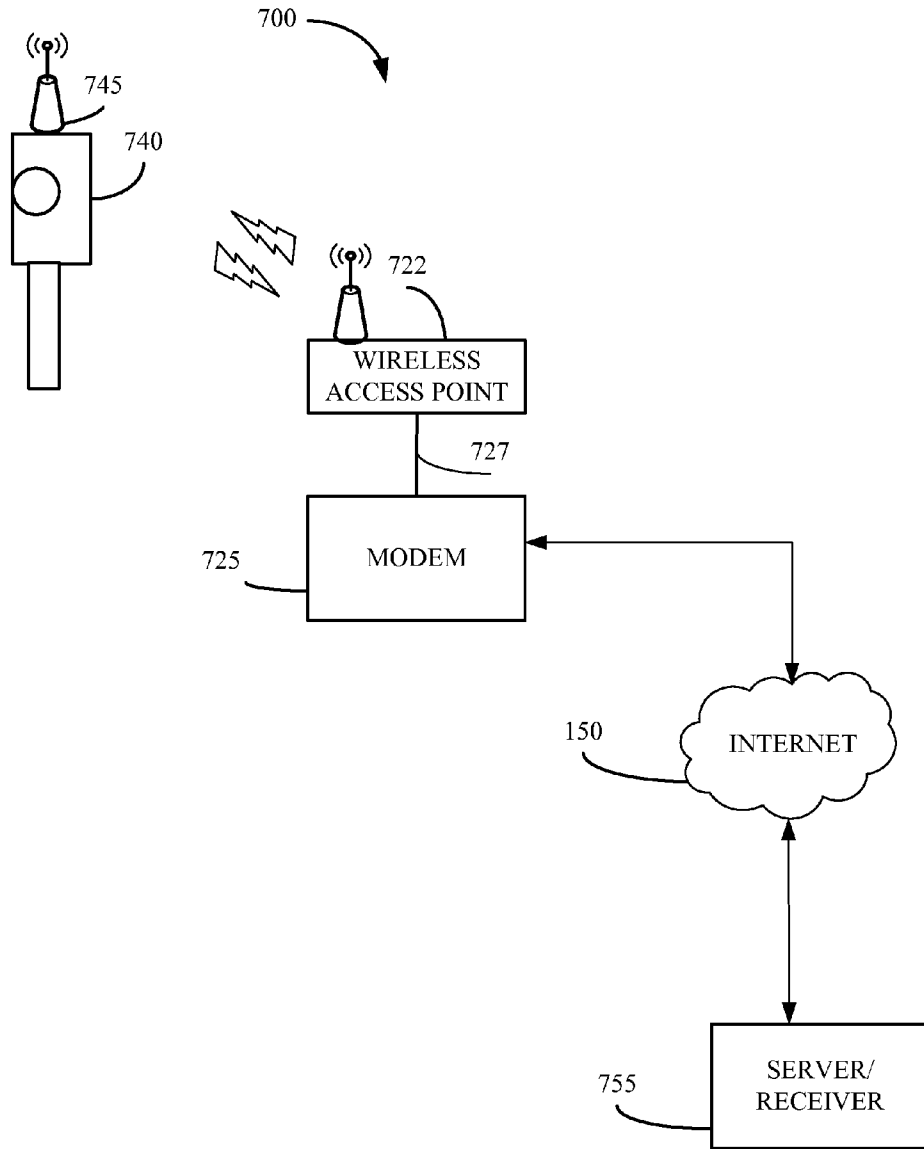 700
745
740
722
WIRELESS
ACCESS POINT
727
725
MODEM
150
INTERNET
755
SERVER/
RECEIVER